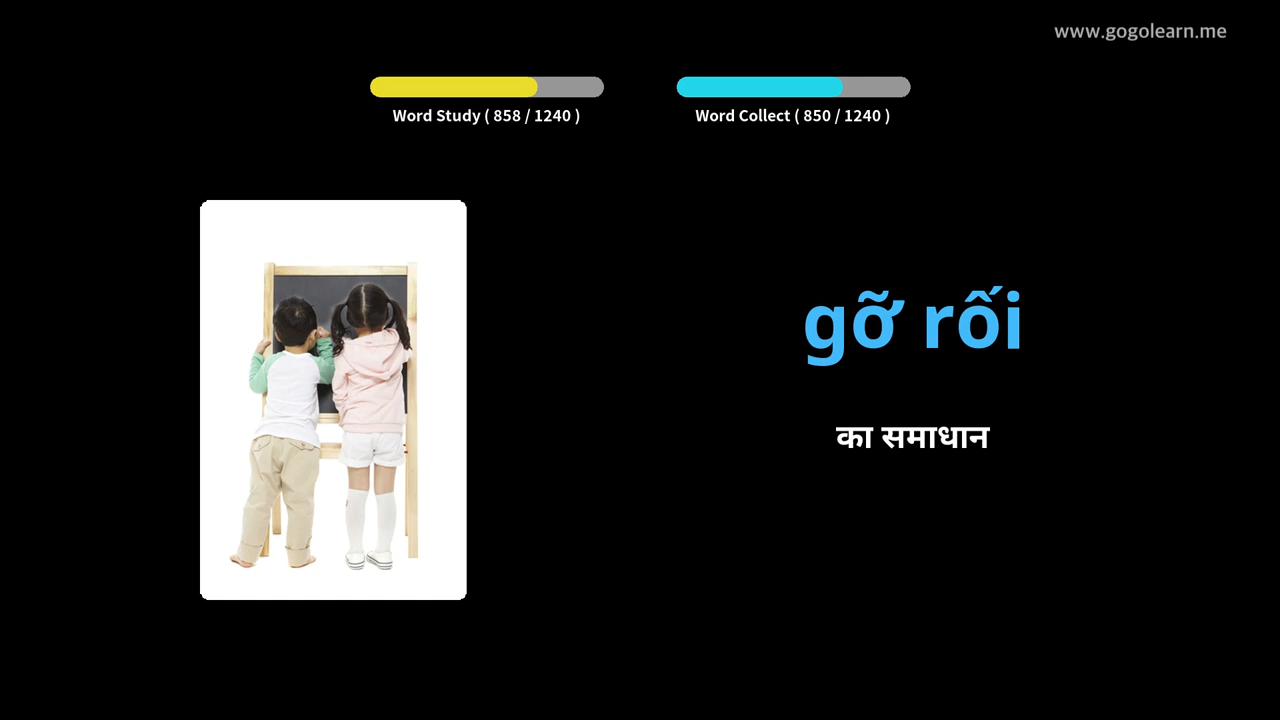 www.gogolearn.me
Word Study ( 858 / 1240 )
Word Collect ( 850 / 1240 )
gỡ rối
का समाधान